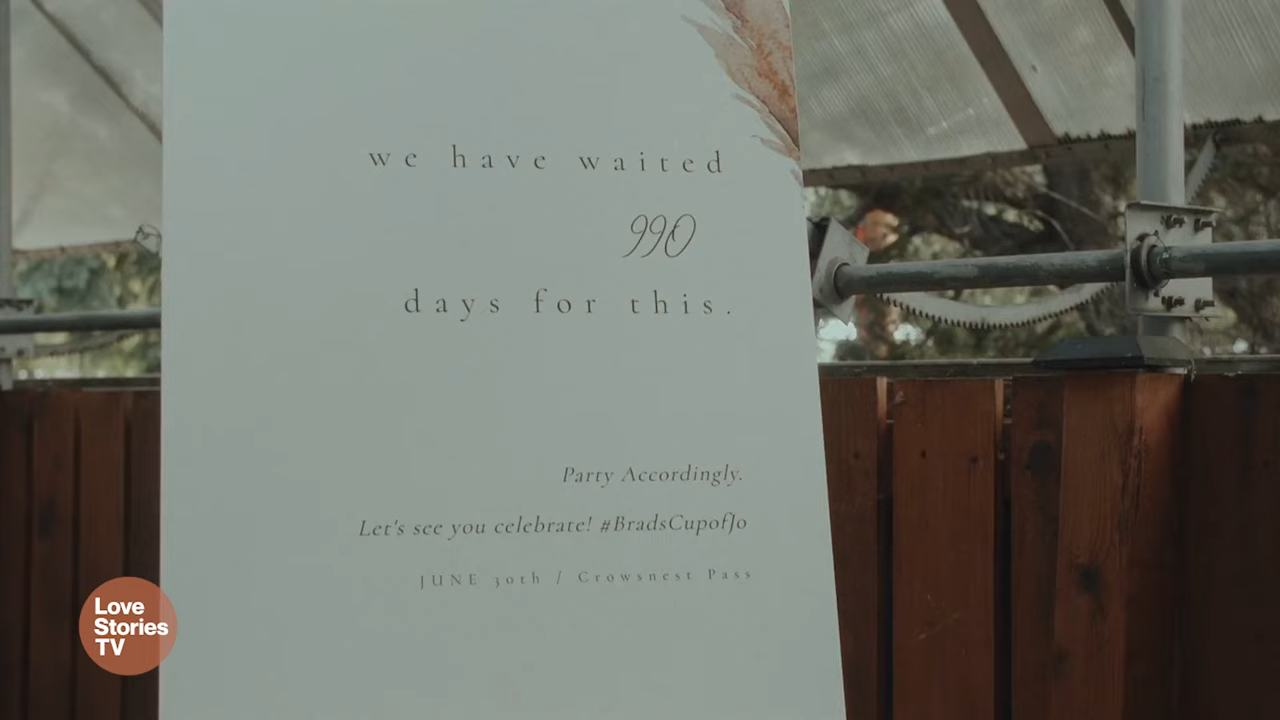 we have waited
990
days for this.
Party Accordingly.
Let's see you celebrate! #BradsCupofJo
JUNE 30th / Crowsnest Pass
Love
Stories
TV